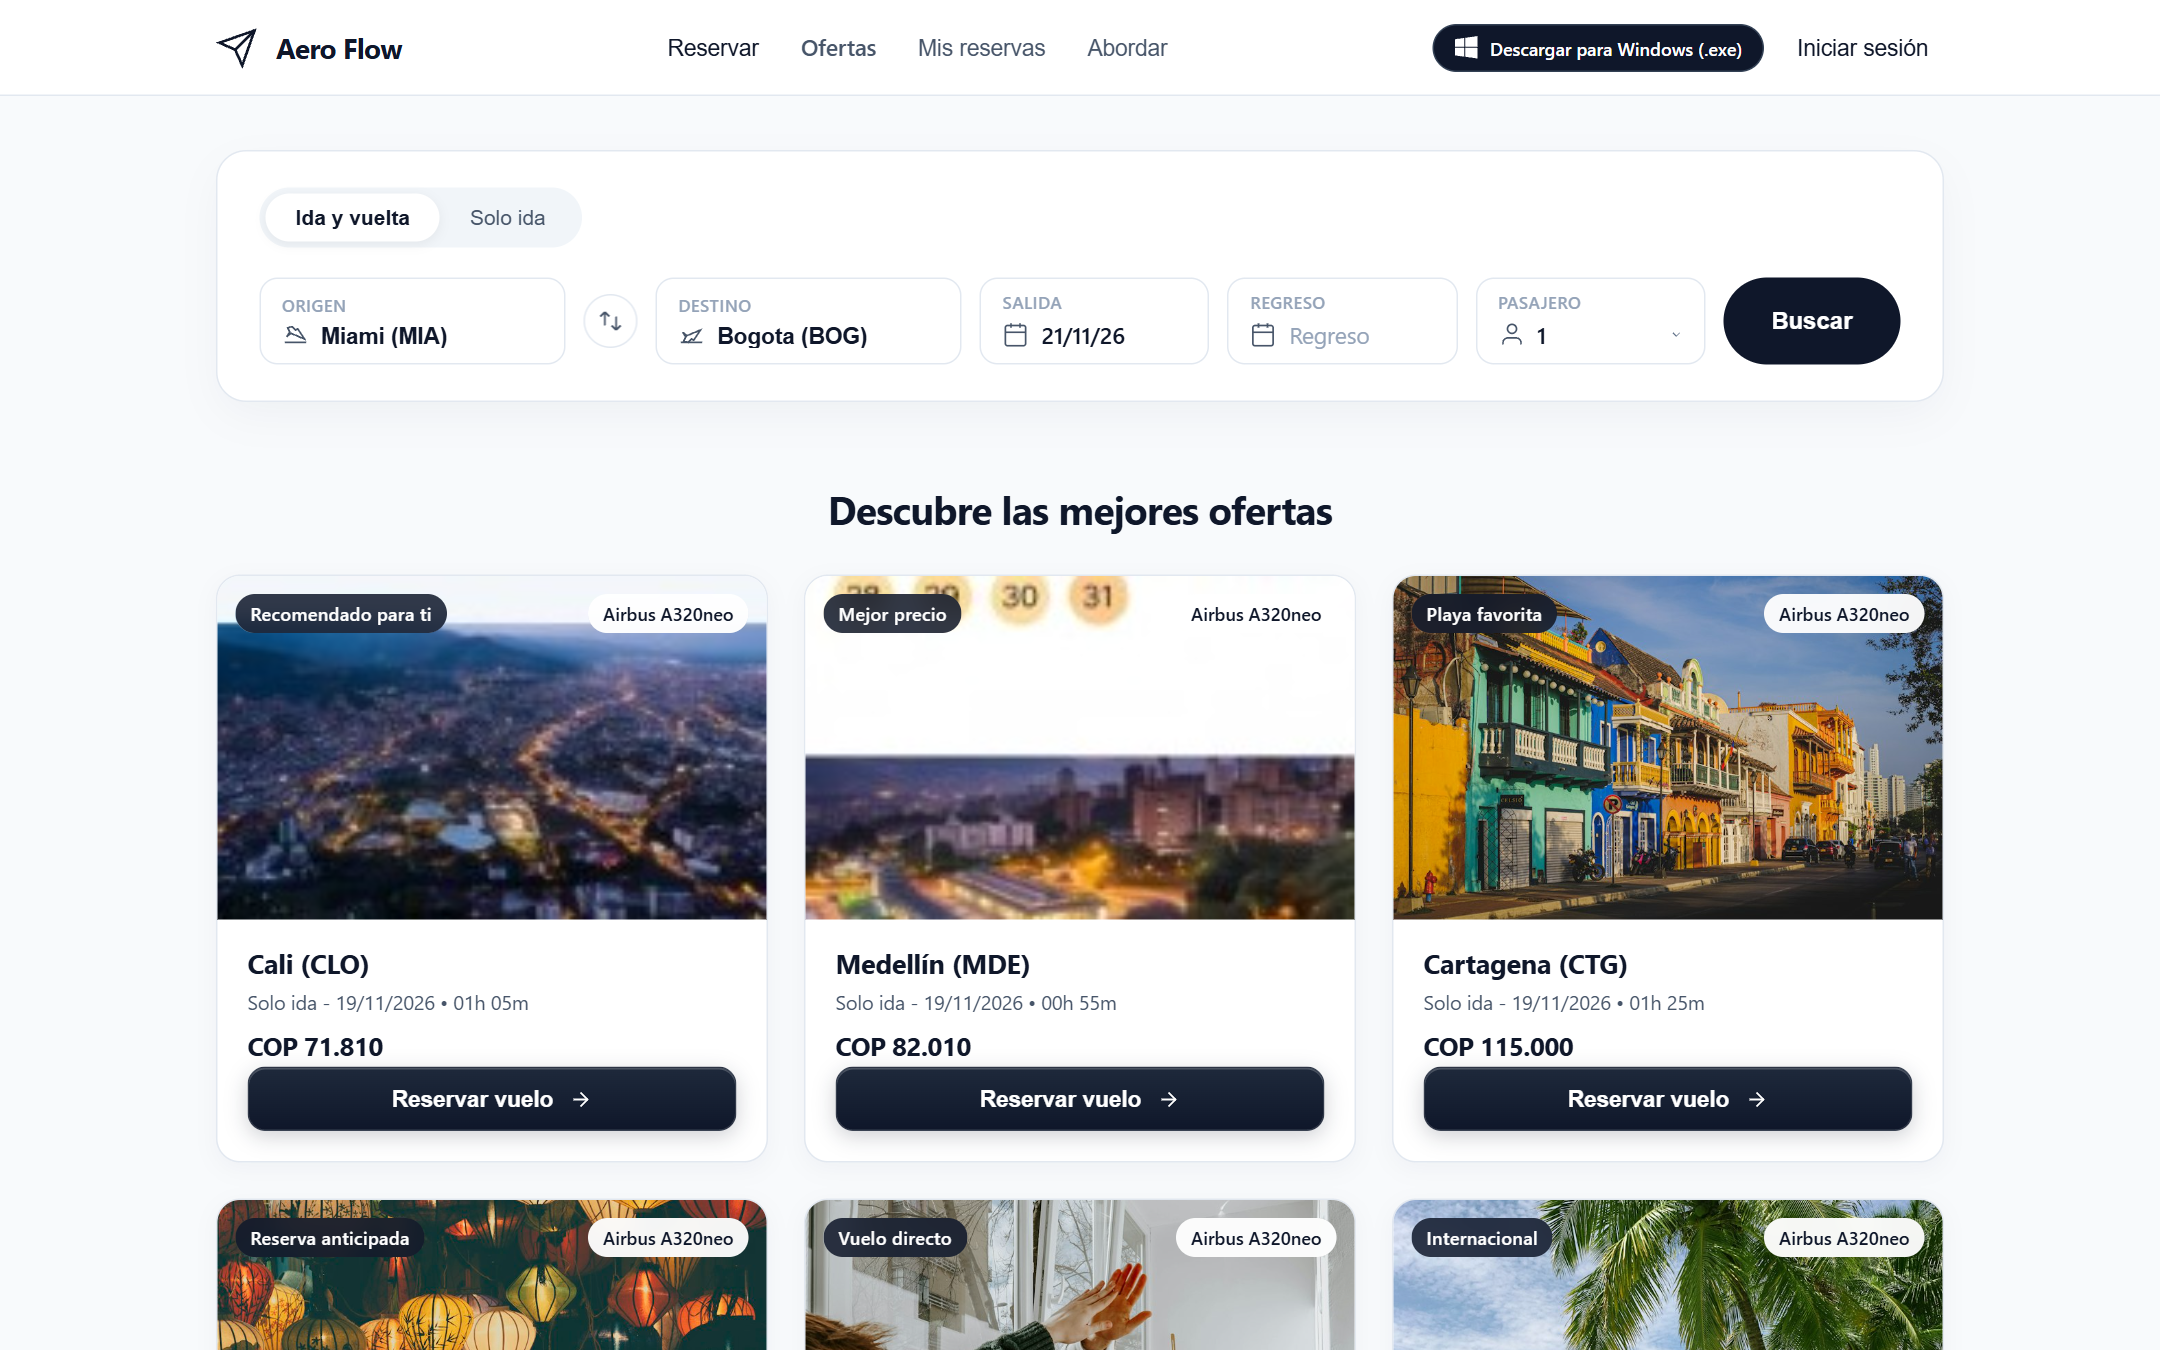 Aero Flow
Reservar
Ofertas
Mis reservas
Abordar
Descargar para Windows (.exe)
Iniciar sesión
Ida y vuelta
Solo ida
ORIGEN
Miami (MIA)
DESTINO
Bogota (BOG)
SALIDA
21/11/26
REGRESO
Regreso
PASAJERO
1
Buscar
Descubre las mejores ofertas
Recomendado para ti
Airbus A320neo
Cali (CLO)
Solo ida - 19/11/2026 • 01h 05m
COP 71.810
Reservar vuelo
30 31
Mejor precio
Airbus A320neo
Medellín (MDE)
Solo ida - 19/11/2026 • 00h 55m
COP 82.010
Reservar vuelo
Playa favorita
Airbus A320neo
Cartagena (CTG)
Solo ida - 19/11/2026 • 01h 25m
COP 115.000
Reservar vuelo
Reserva anticipada
Airbus A320neo
Vuelo directo
Airbus A320neo
Internacional
Airbus A320neo